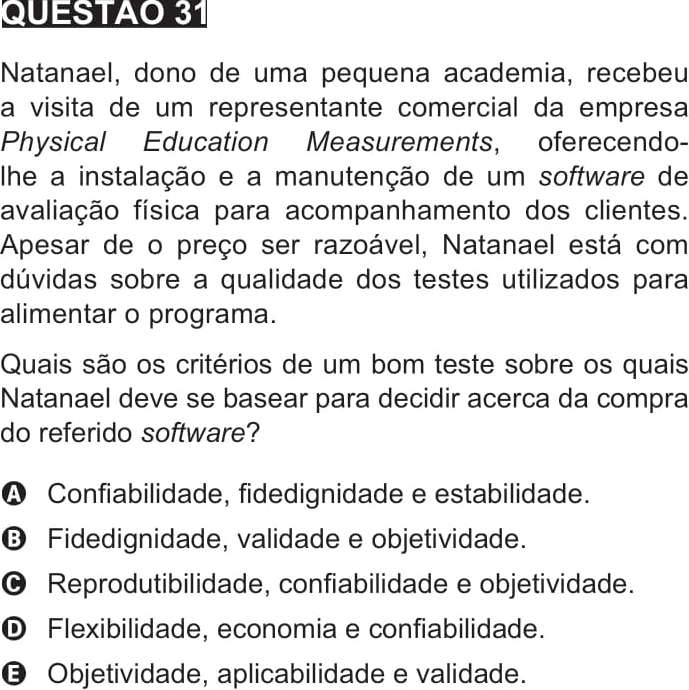 QUESTÃO 31
Natanael, dono de uma pequena academia, recebeu
a visita de um representante comercial da empresa
Physical Education Measurements, oferecendo-
lhe a instalação e a manutenção de um software de
avaliação física para acompanhamento dos clientes.
Apesar de o preço ser razoável, Natanael está com
dúvidas sobre a qualidade dos testes utilizados para
alimentar o programa.
Quais são os critérios de um bom teste sobre os quais
Natanael deve se basear para decidir acerca da compra
do referido software?
A Confiabilidade, fidedignidade e estabilidade.
B Fidedignidade, validade e objetividade.
C Reprodutibilidade, confiabilidade e objetividade.
D Flexibilidade, economia e confiabilidade.
E Objetividade, aplicabilidade e validade.